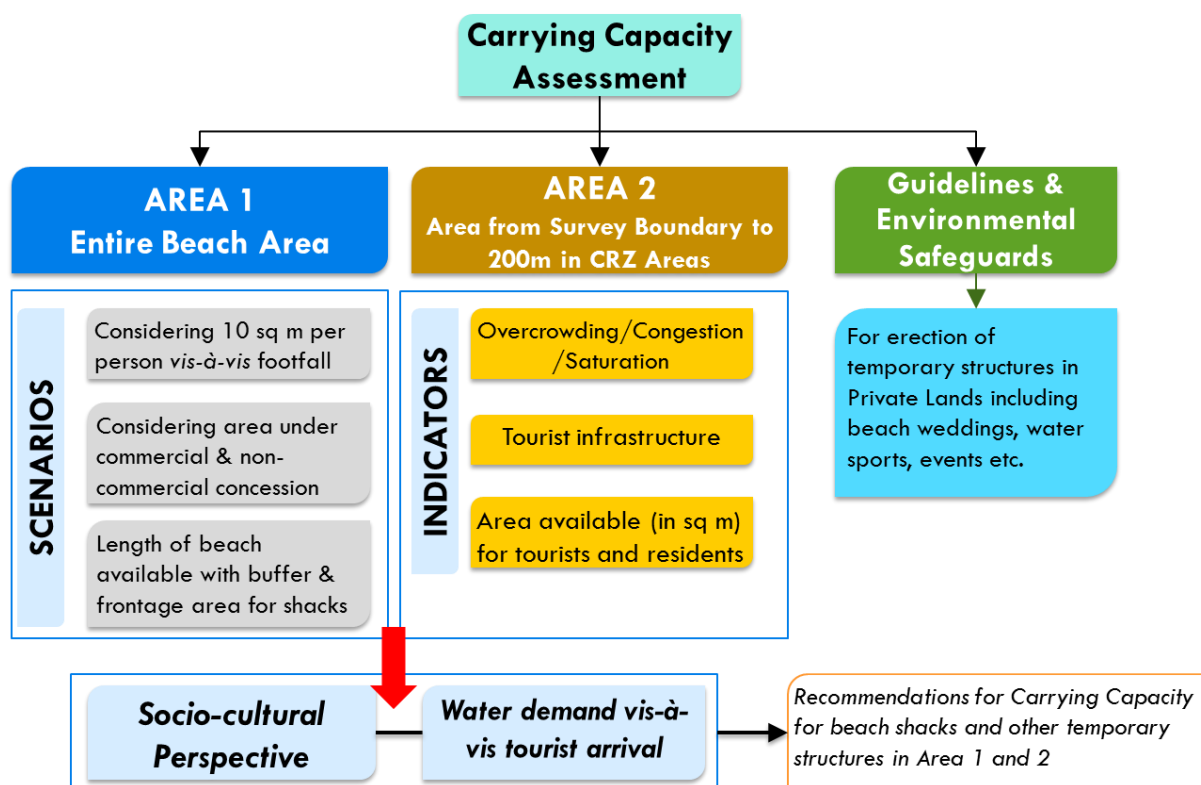 Carrying Capacity
Assessment
AREA 1
Entire Beach Area
AREA 2
Area from Survey Boundary to
200m in CRZ Areas
Guidelines &
Environmental
Safeguards
SCENARIOS
Considering 10 sq m per
person vis-à-vis footfall
Considering area under
commercial & non-
commercial concession
Length of beach
available with buffer &
frontage area for shacks
INDICATORS
Overcrowding/Congestion
/Saturation
Tourist infrastructure
Area available (in sq m)
for tourists and residents
For erection of
temporary structures in
Private Lands including
beach weddings, water
sports, events etc.
Socio-cultural
Perspective
Water demand vis-à-
vis tourist arrival
Recommendations for Carrying Capacity
for beach shacks and other temporary
structures in Area 1 and 2